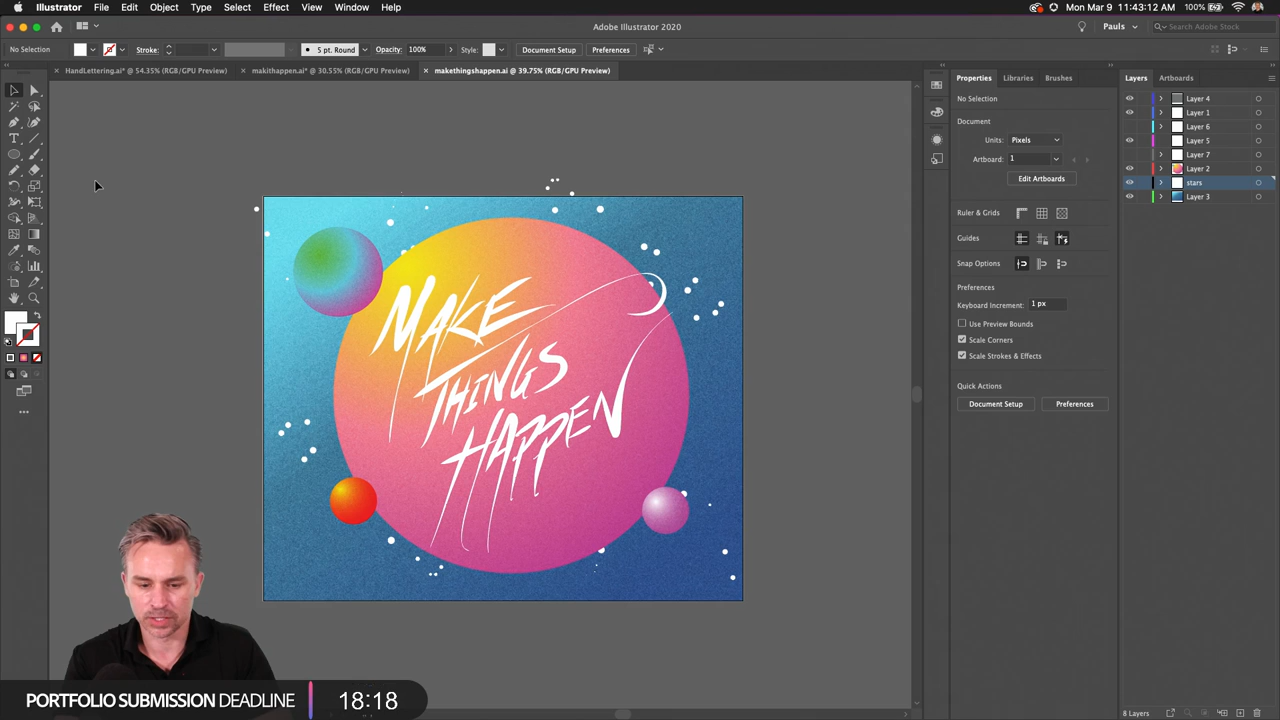 Illustrator File Edit Object Type Select Effect View Window Help
100% Mon Mar 9 11:43:12
Adobe Illustrator 2020
Pauls
Search Adobe Stock
No Selection
Stroke:
5 pt. Round
Opacity: 100%
Style:
Document Setup
Preferences
HandLettering.ai* @ 54.35% (RGB/GPU Preview)
makithappen.ai* @ 30.55% (RGB/GPU Preview)
makethingshappen.ai @ 39.75% (RGB/GPU Preview)
MAKE
THINGS
HAPPEN
Properties Libraries Brushes
No Selection
Document
Units: Pixels
Artboard: 1
Edit Artboards
Ruler & Grids
Guides
Snap Options
Preferences
Keyboard Increment: 1 px
Use Preview Bounds
Scale Corners
Scale Strokes & Effects
Quick Actions
Document Setup
Preferences
Layers Artboards
Layer 4
Layer 1
Layer 6
Layer 5
Layer 7
Layer 2
stars
Layer 3
8 Layers
PORTFOLIO SUBMISSION DEADLINE 18:18